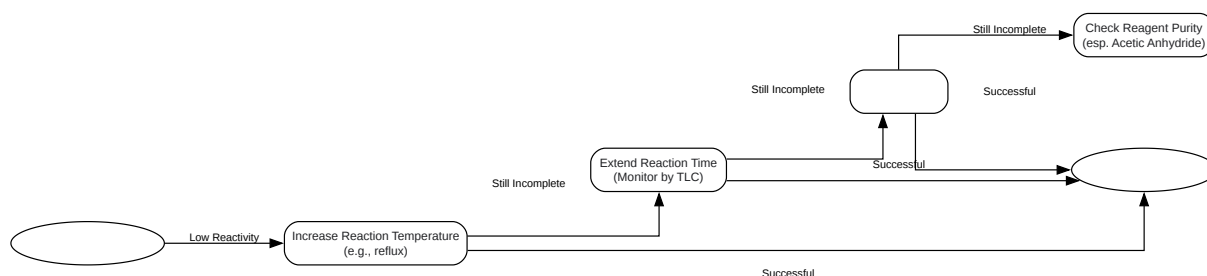 Still Incomplete
Check Reagent Purity
(esp. Acetic Anhydride)
Still Incomplete
Successful
Extend Reaction Time
(Monitor by TLC)
Successful
Still Incomplete
Low Reactivity
Increase Reaction Temperature
(e.g., reflux)
Successful